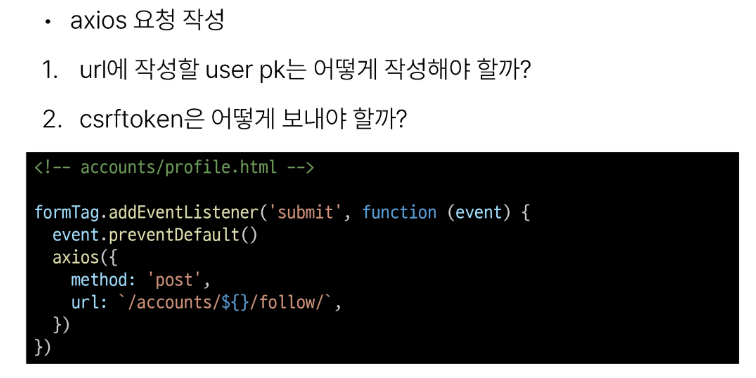 • axios 요청 작성
1. url에 작성할 user pk는 어떻게 작성해야 할까?
2. csrftoken은 어떻게 보내야 할까?
<!-- accounts/profile.html -->
formTag.addEventListener('submit', function (event) {
  event.preventDefault()
  axios({
    method: 'post',
    url: `/accounts/${}/follow/`,
  })
})